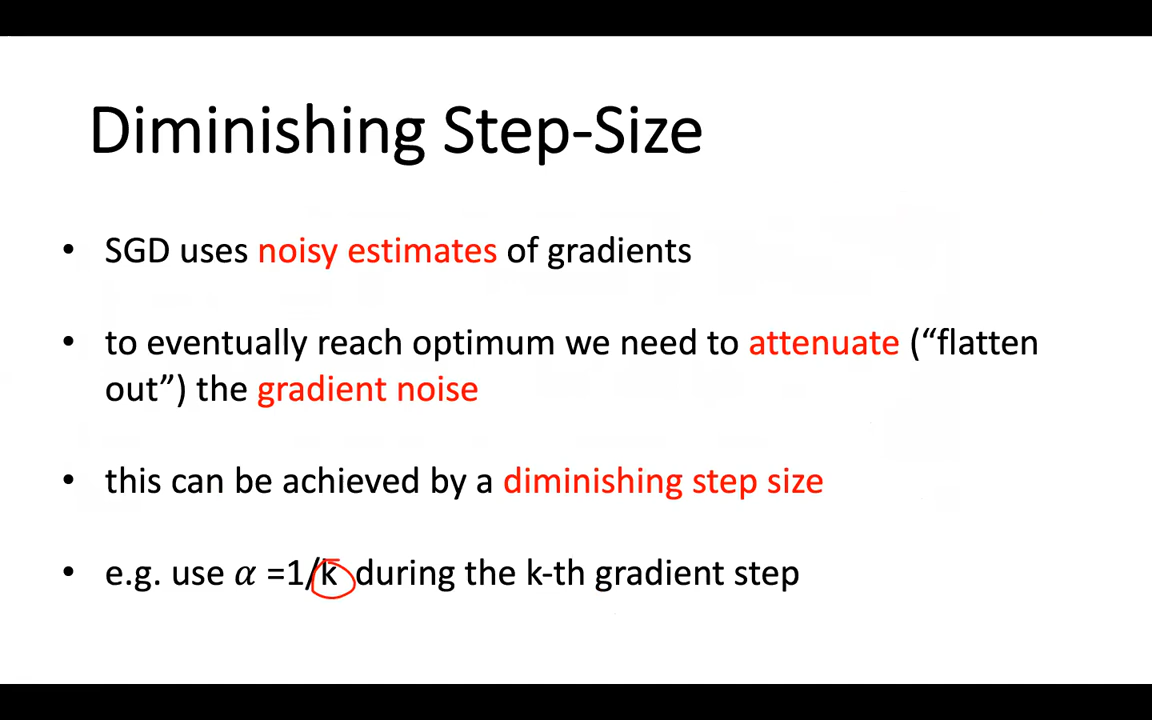 Diminishing Step-Size
• SGD uses noisy estimates of gradients
• to eventually reach optimum we need to attenuate (“flatten
out”) the gradient noise
• this can be achieved by a diminishing step size
• e.g. use 𝛼 =1/k during the k-th gradient step